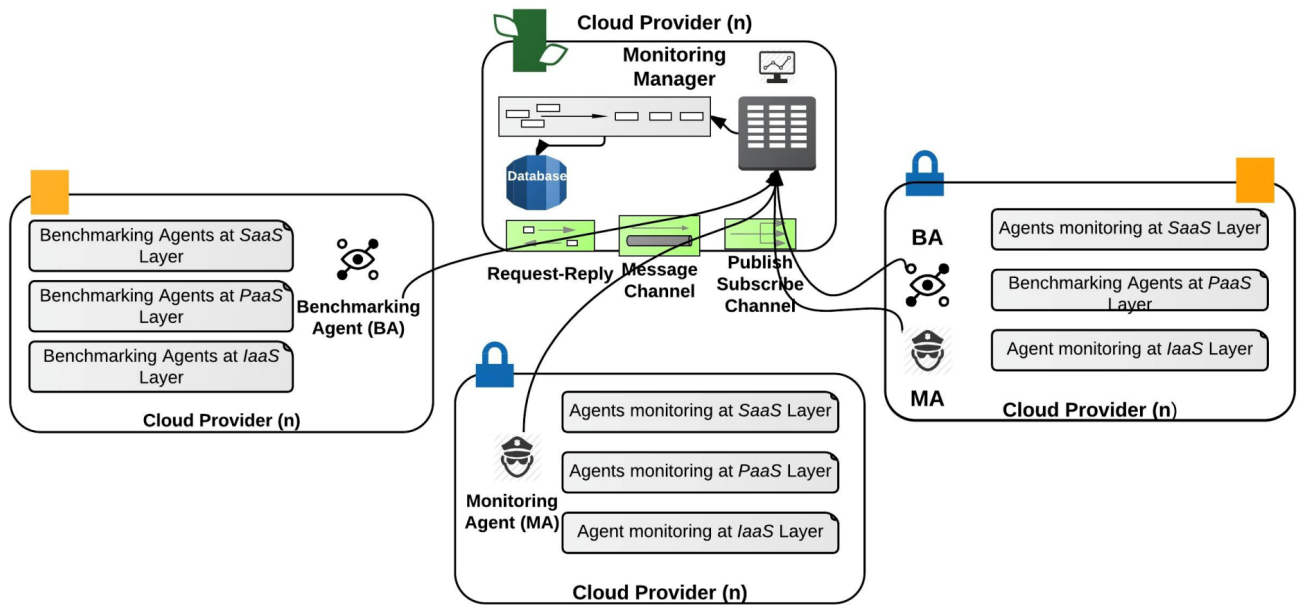 Cloud Provider (n)
Monitoring
Manager
Database
Request-Reply
Message
Channel
Publish
Subscribe
Channel
Benchmarking Agents at SaaS
Layer
Benchmarking Agents at PaaS
Layer
Benchmarking Agents at IaaS
Layer
Benchmarking
Agent (BA)
Cloud Provider (n)
Agents monitoring at SaaS Layer
Agents monitoring at PaaS Layer
Agent monitoring at IaaS Layer
Monitoring
Agent (MA)
Cloud Provider (n)
BA
MA
Agents monitoring at SaaS Layer
Benchmarking Agents at PaaS
Layer
Agent monitoring at IaaS Layer
Cloud Provider (n)